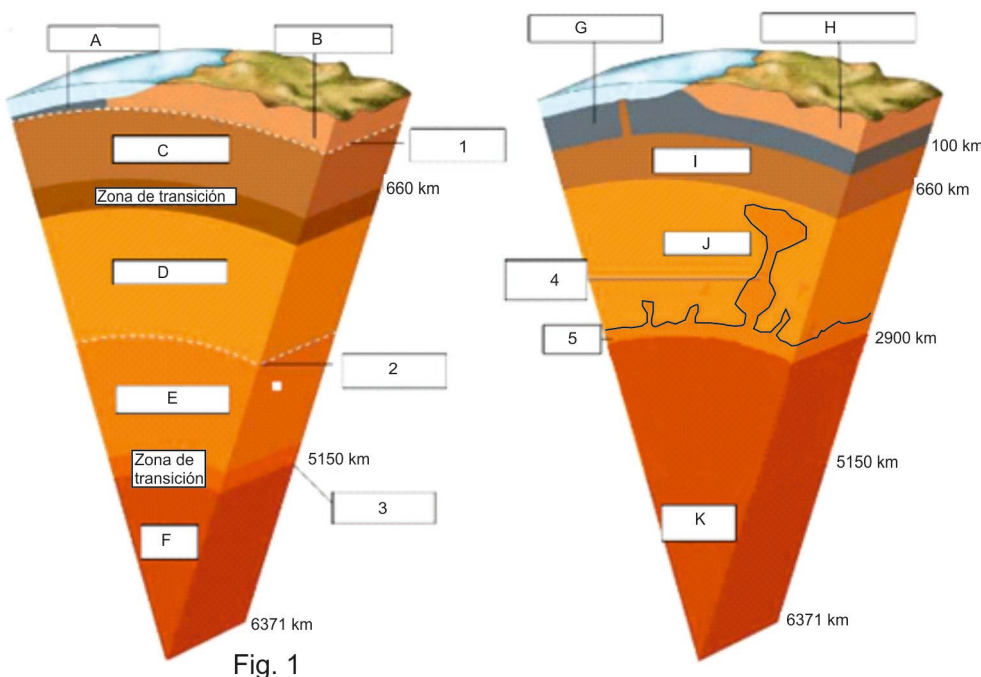 A
B
C
1
Zona de transición
660 km
D
2
E
Zona de
transición
5150 km
3
F
6371 km
Fig. 1
G
H
I
100 km
660 km
J
4
5
2900 km
5150 km
K
6371 km